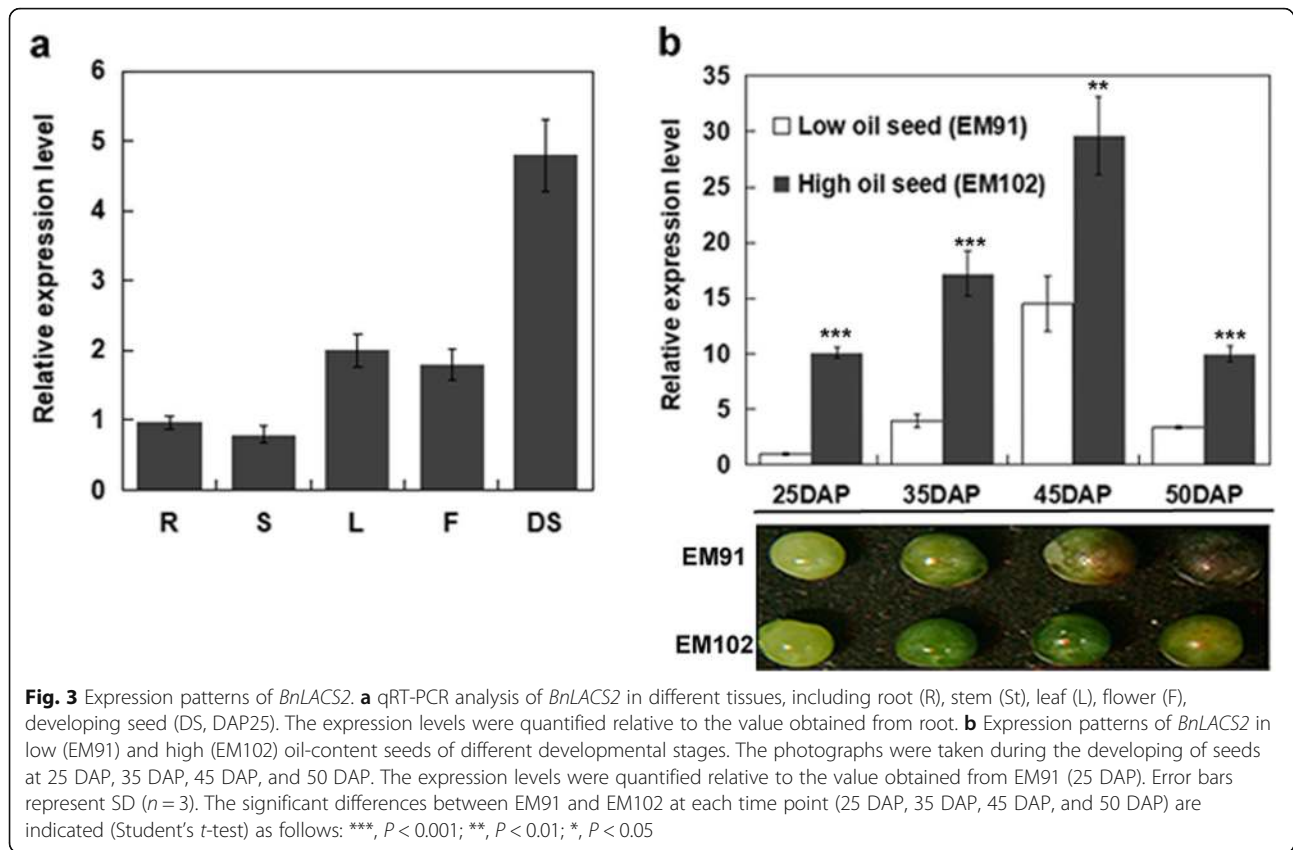 a
6
5
4
3
2
1
0
Relative expression level
R S L F DS
b
35
30
25
20
15
10
5
0
Relative expression level
Low oil seed (EM91)
High oil seed (EM102)
***
***
**
***
25DAP 35DAP 45DAP 50DAP
EM91
EM102
Fig. 3 Expression patterns of BnLACS2. a qRT-PCR analysis of BnLACS2 in different tissues, including root (R), stem (St), leaf (L), flower (F),
developing seed (DS, DAP25). The expression levels were quantified relative to the value obtained from root. b Expression patterns of BnLACS2 in
low (EM91) and high (EM102) oil-content seeds of different developmental stages. The photographs were taken during the developing of seeds
at 25 DAP, 35 DAP, 45 DAP, and 50 DAP. The expression levels were quantified relative to the value obtained from EM91 (25 DAP). Error bars
represent SD (n = 3). The significant differences between EM91 and EM102 at each time point (25 DAP, 35 DAP, 45 DAP, and 50 DAP) are
indicated (Student's t-test) as follows: ***, P < 0.001; **, P < 0.01; *, P < 0.05